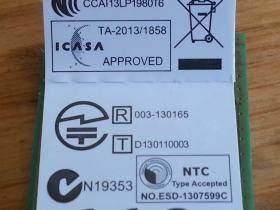 CCAI13LP1980T6
TA-2013/1858
ICASA
APPROVED
R 003-130165
T D130110003
N19353
NTC
Type Accepted
NO.ESD-1307599C